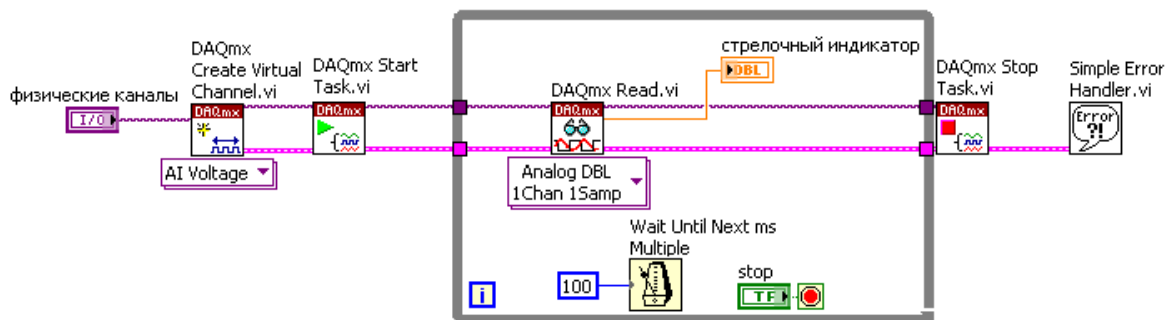 DAQmx
Create Virtual
Channel.vi
DAQmx Start
Task.vi
стрелочный индикатор
DAQmx Stop
Task.vi
Simple Error
Handler.vi
физические каналы
DAQmx Read.vi
DBL
I/O
DAQmx
DAQmx
DAQmx
DAQmx
Error
?!
AI Voltage
Analog DBL
1Chan 1Samp
Wait Until Next ms
Multiple
stop
100
i
TF